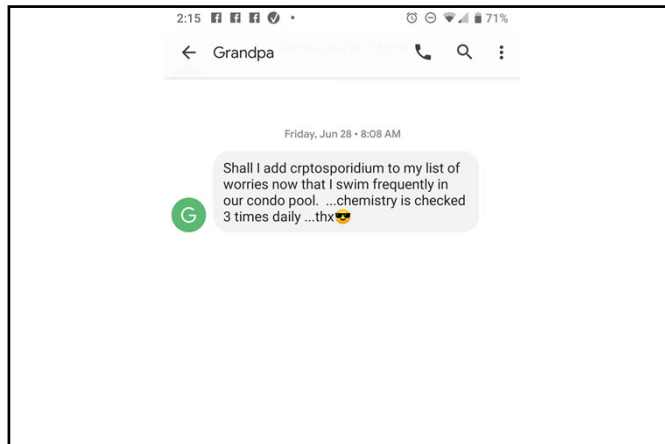 2:15 71%
Grandpa
Friday, Jun 28 • 8:08 AM
Shall I add crptosporidium to my list of
worries now that I swim frequently in
our condo pool. ...chemistry is checked
3 times daily ...thx😎
G